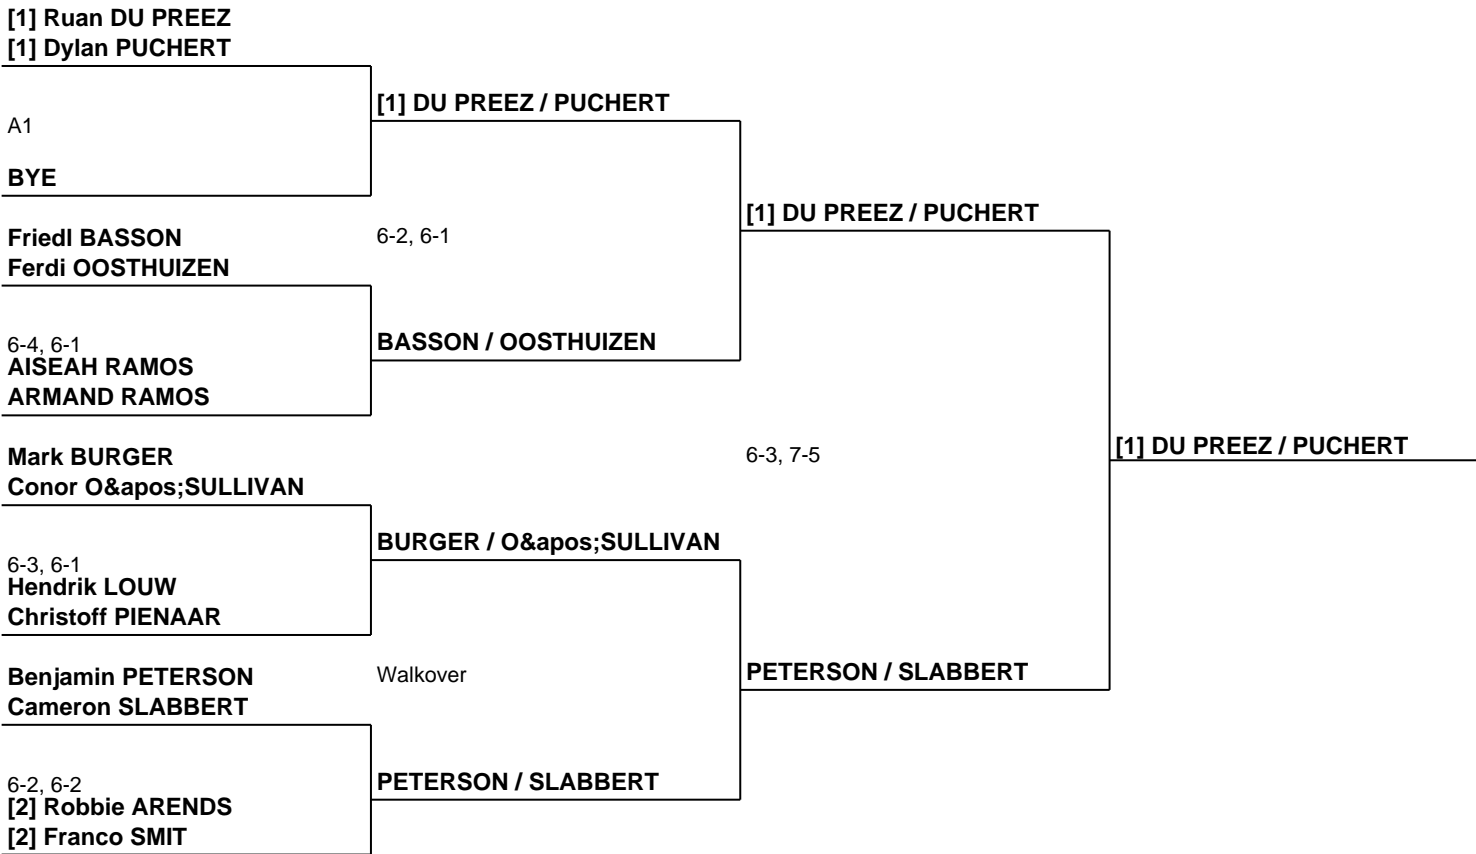 [1] Ruan DU PREEZ
[1] Dylan PUCHERT
[1] DU PREEZ / PUCHERT
A1
BYE
[1] DU PREEZ / PUCHERT
Friedl BASSON
6-2, 6-1
Ferdi OOSTHUIZEN
6-4, 6-1
BASSON / OOSTHUIZEN
AISEAH RAMOS
ARMAND RAMOS
Mark BURGER
6-3, 7-5
[1] DU PREEZ / PUCHERT
Conor O&apos;SULLIVAN
BURGER / O&apos;SULLIVAN
6-3, 6-1
Hendrik LOUW
Christoff PIENAAR
Benjamin PETERSON
Walkover
PETERSON / SLABBERT
Cameron SLABBERT
6-2, 6-2
PETERSON / SLABBERT
[2] Robbie ARENDS
[2] Franco SMIT